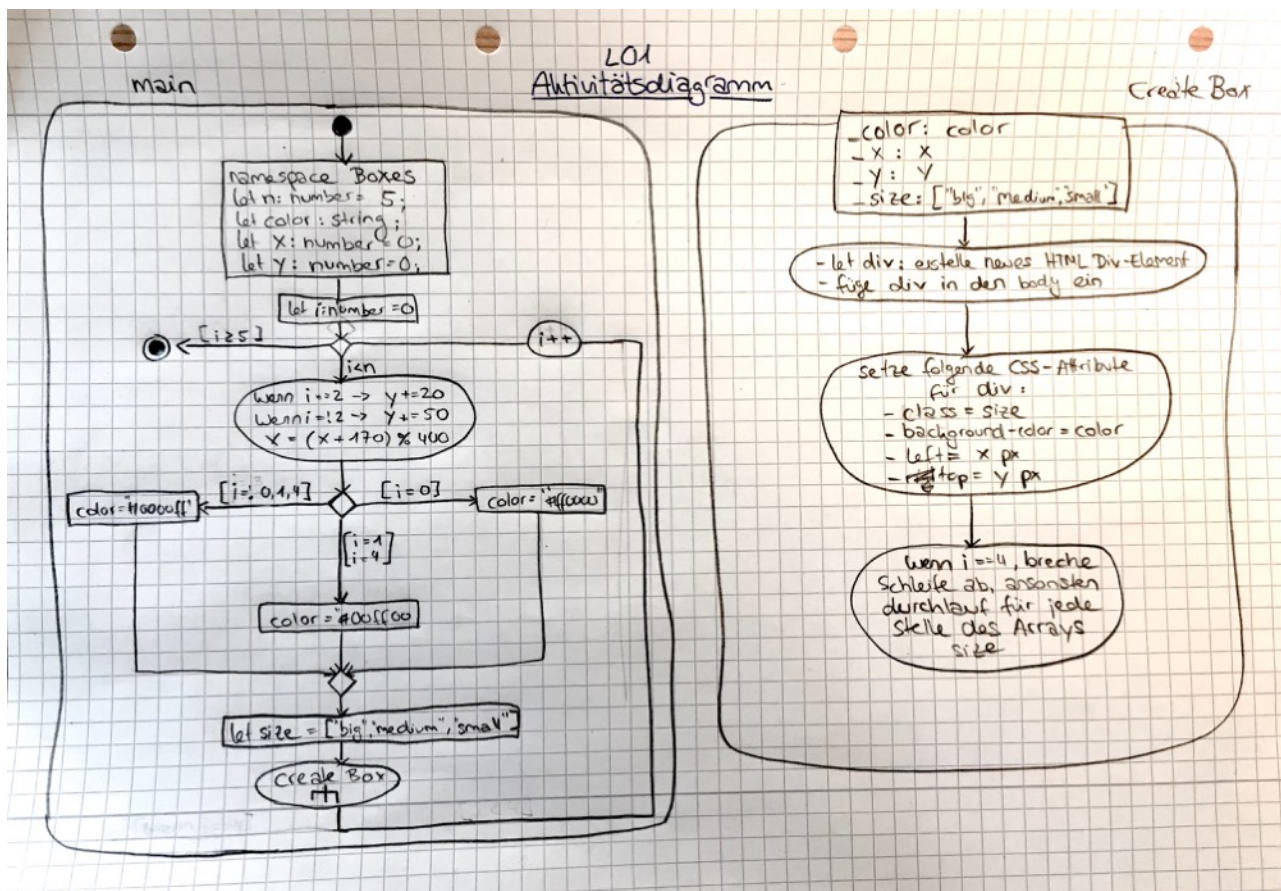 L01
Aktivitätsdiagramm
main
namespace Boxes
let n: number = 5;
let color: string;
let x: number = 0;
let y: number = 0;
let i: number = 0
[i≥5]
i++
i<n
wenn i==2 -> y+=20
wenn i=!2 -> y+=50
x = (x + 170) % 400
[i=! 0,1,4]
[i=0]
color="#0000ff"
color="#ff0000"
[i=1
i=4]
color="#00ff00
let size = ["big","medium","small"]
create Box
Create Box
_color: color
_x : x
_y : y
_size: ["big", "medium", "small"]
- let div: erstelle neues HTML Div-Element
- füge div in den body ein
setze folgende CSS-Attribute
für div:
- class = size
- background-color = color
- left = x px
- top = y px
wenn i==4, breche
Schleife ab, ansonsten
durchlauf für jede
stelle des Arrays
size